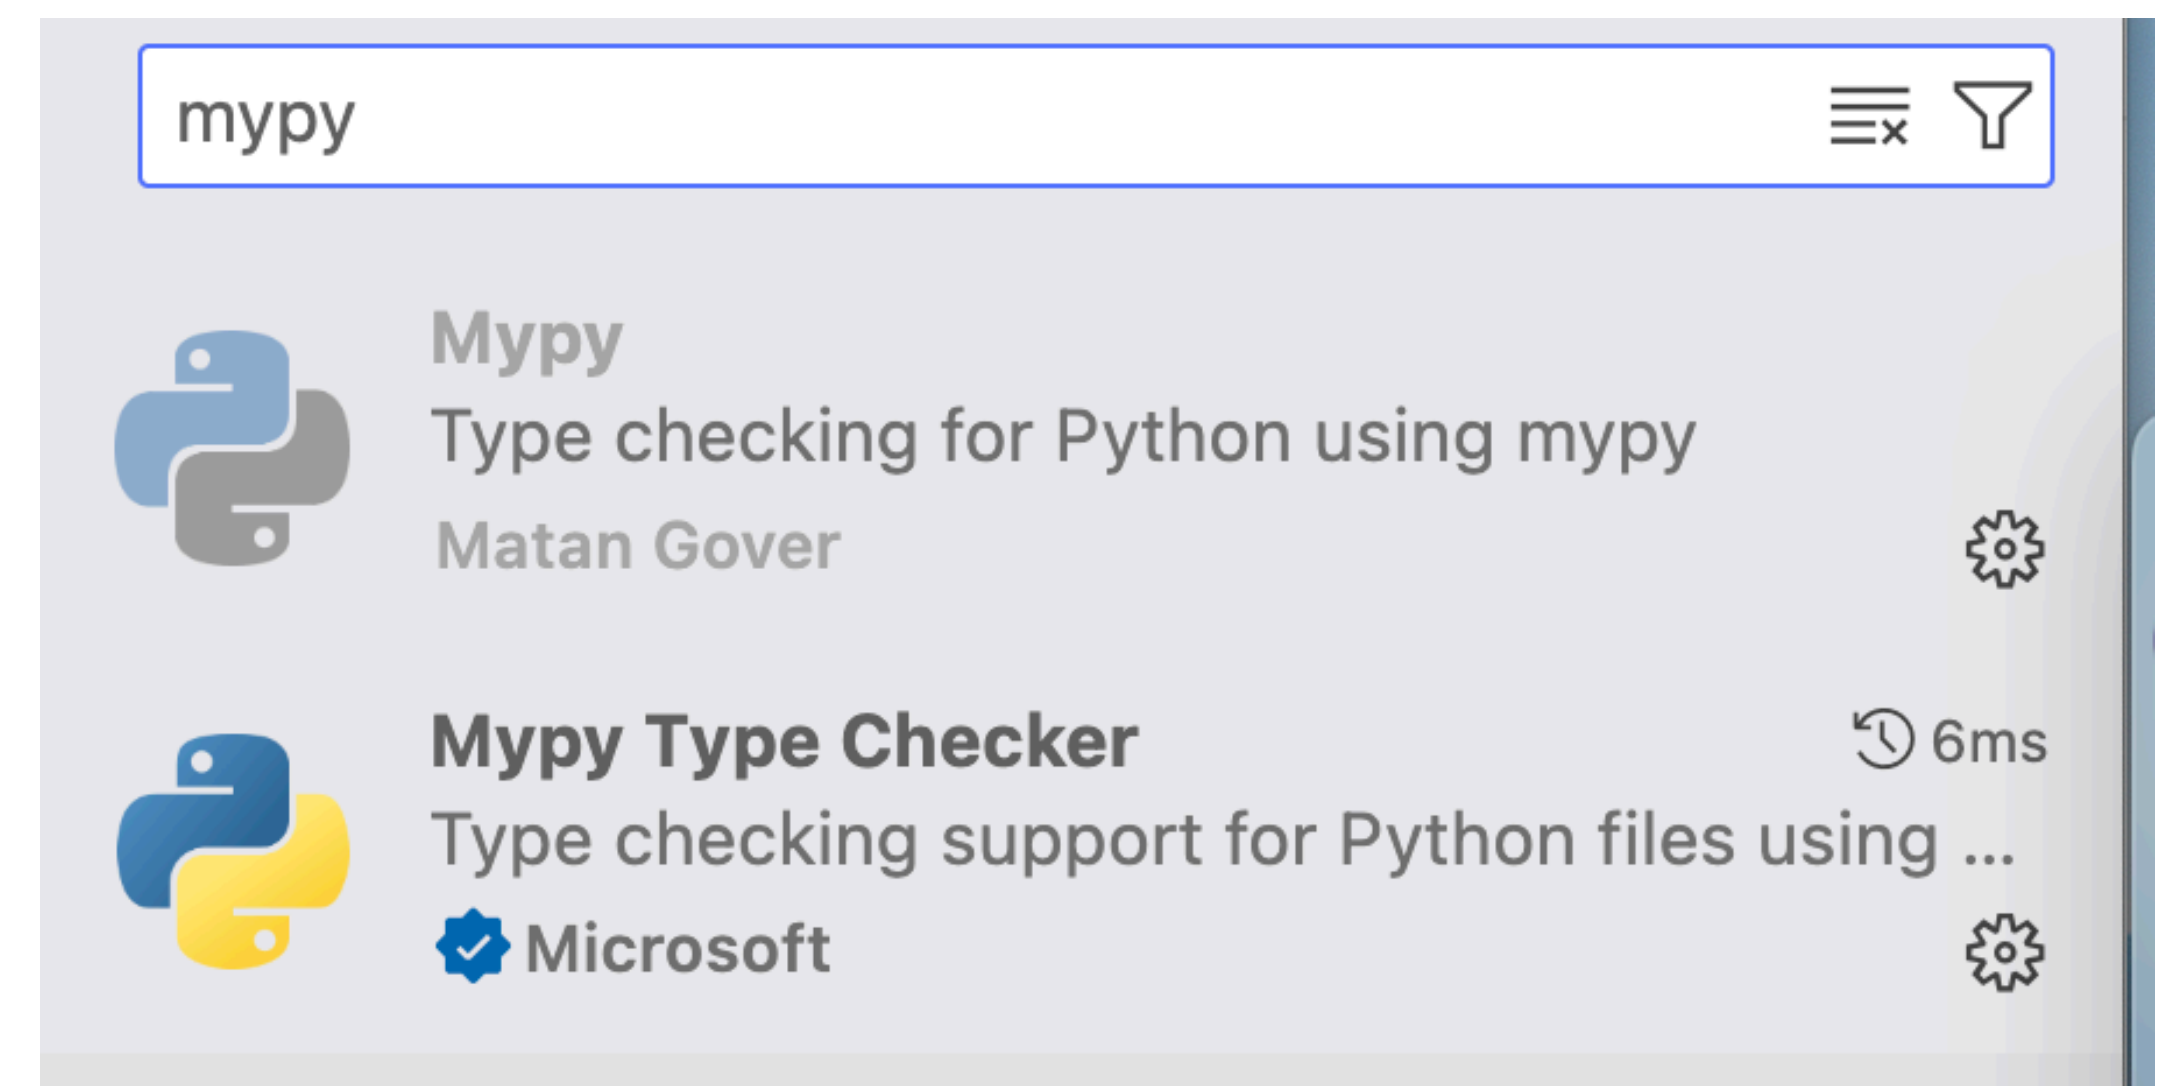 mypy
Mypy
Type checking for Python using mypy
Matan Gover
Mypy Type Checker
6ms
Type checking support for Python files using ...
Microsoft